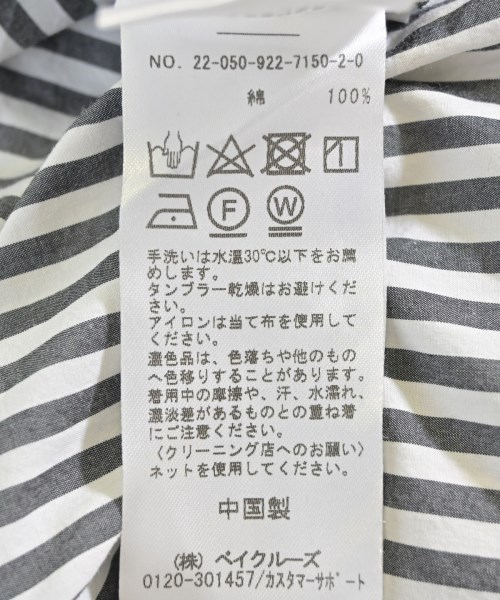 NO. 22-050-922-7150-2-0
綿 100%
F
W
手洗いは水温30℃以下をお薦
めします。
タンブラー乾燥はお避けくだ
さい。
アイロンは当て布を使用して
ください。
濃色品は、色落ちや他のもの
へ色移りすることがあります。
着用中の摩擦や、汗、水濡れ、
濃淡差があるものとの重ね着
にご注意ください。
〈クリーニング店へのお願い〉
ネットを使用してください。
中国製
(株) ベイクルーズ
0120-301457/カスタマーサポート